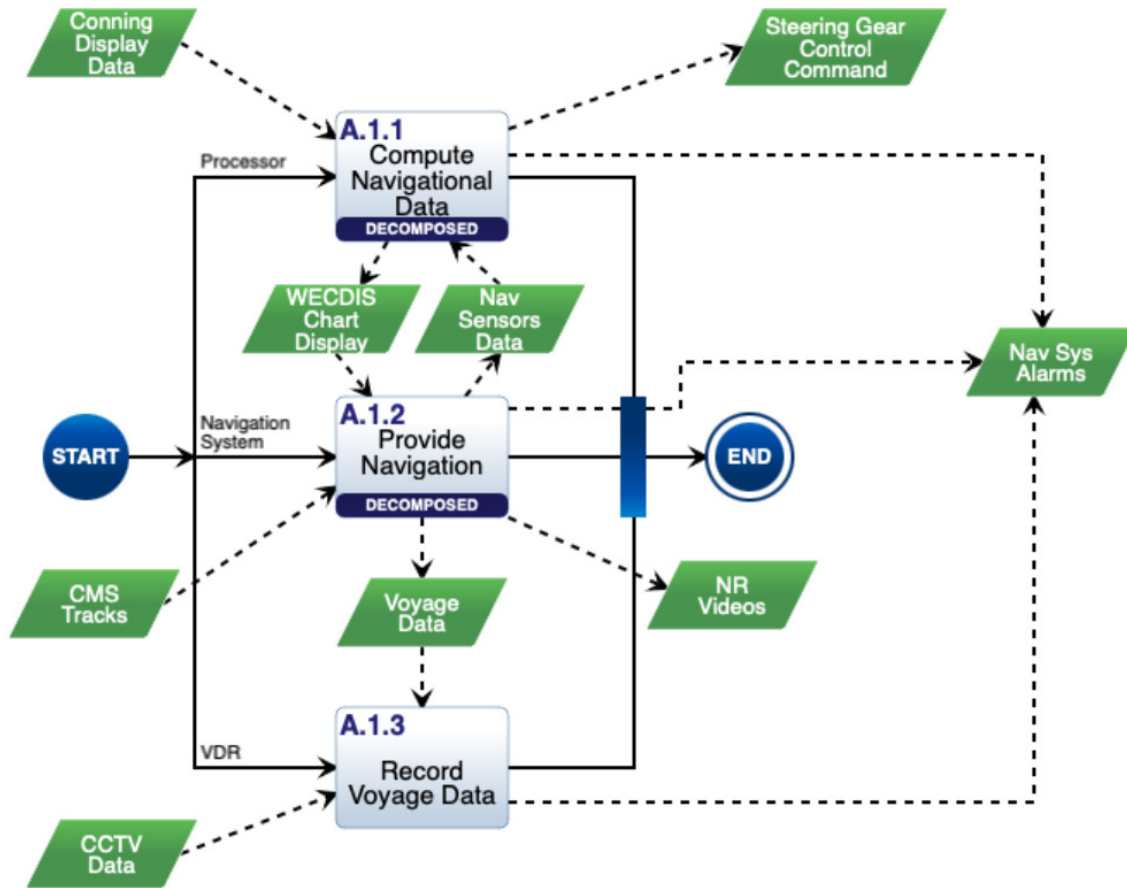 Conning
Display
Data
Steering Gear
Control
Command
A.1.1
Compute
Navigational
Data
DECOMPOSED
Processor
WECDIS
Chart
Display
Nav
Sensors
Data
Nav Sys
Alarms
START
Navigation
System
A.1.2
Provide
Navigation
DECOMPOSED
END
CMS
Tracks
Voyage
Data
NR
Videos
VDR
A.1.3
Record
Voyage Data
CCTV
Data